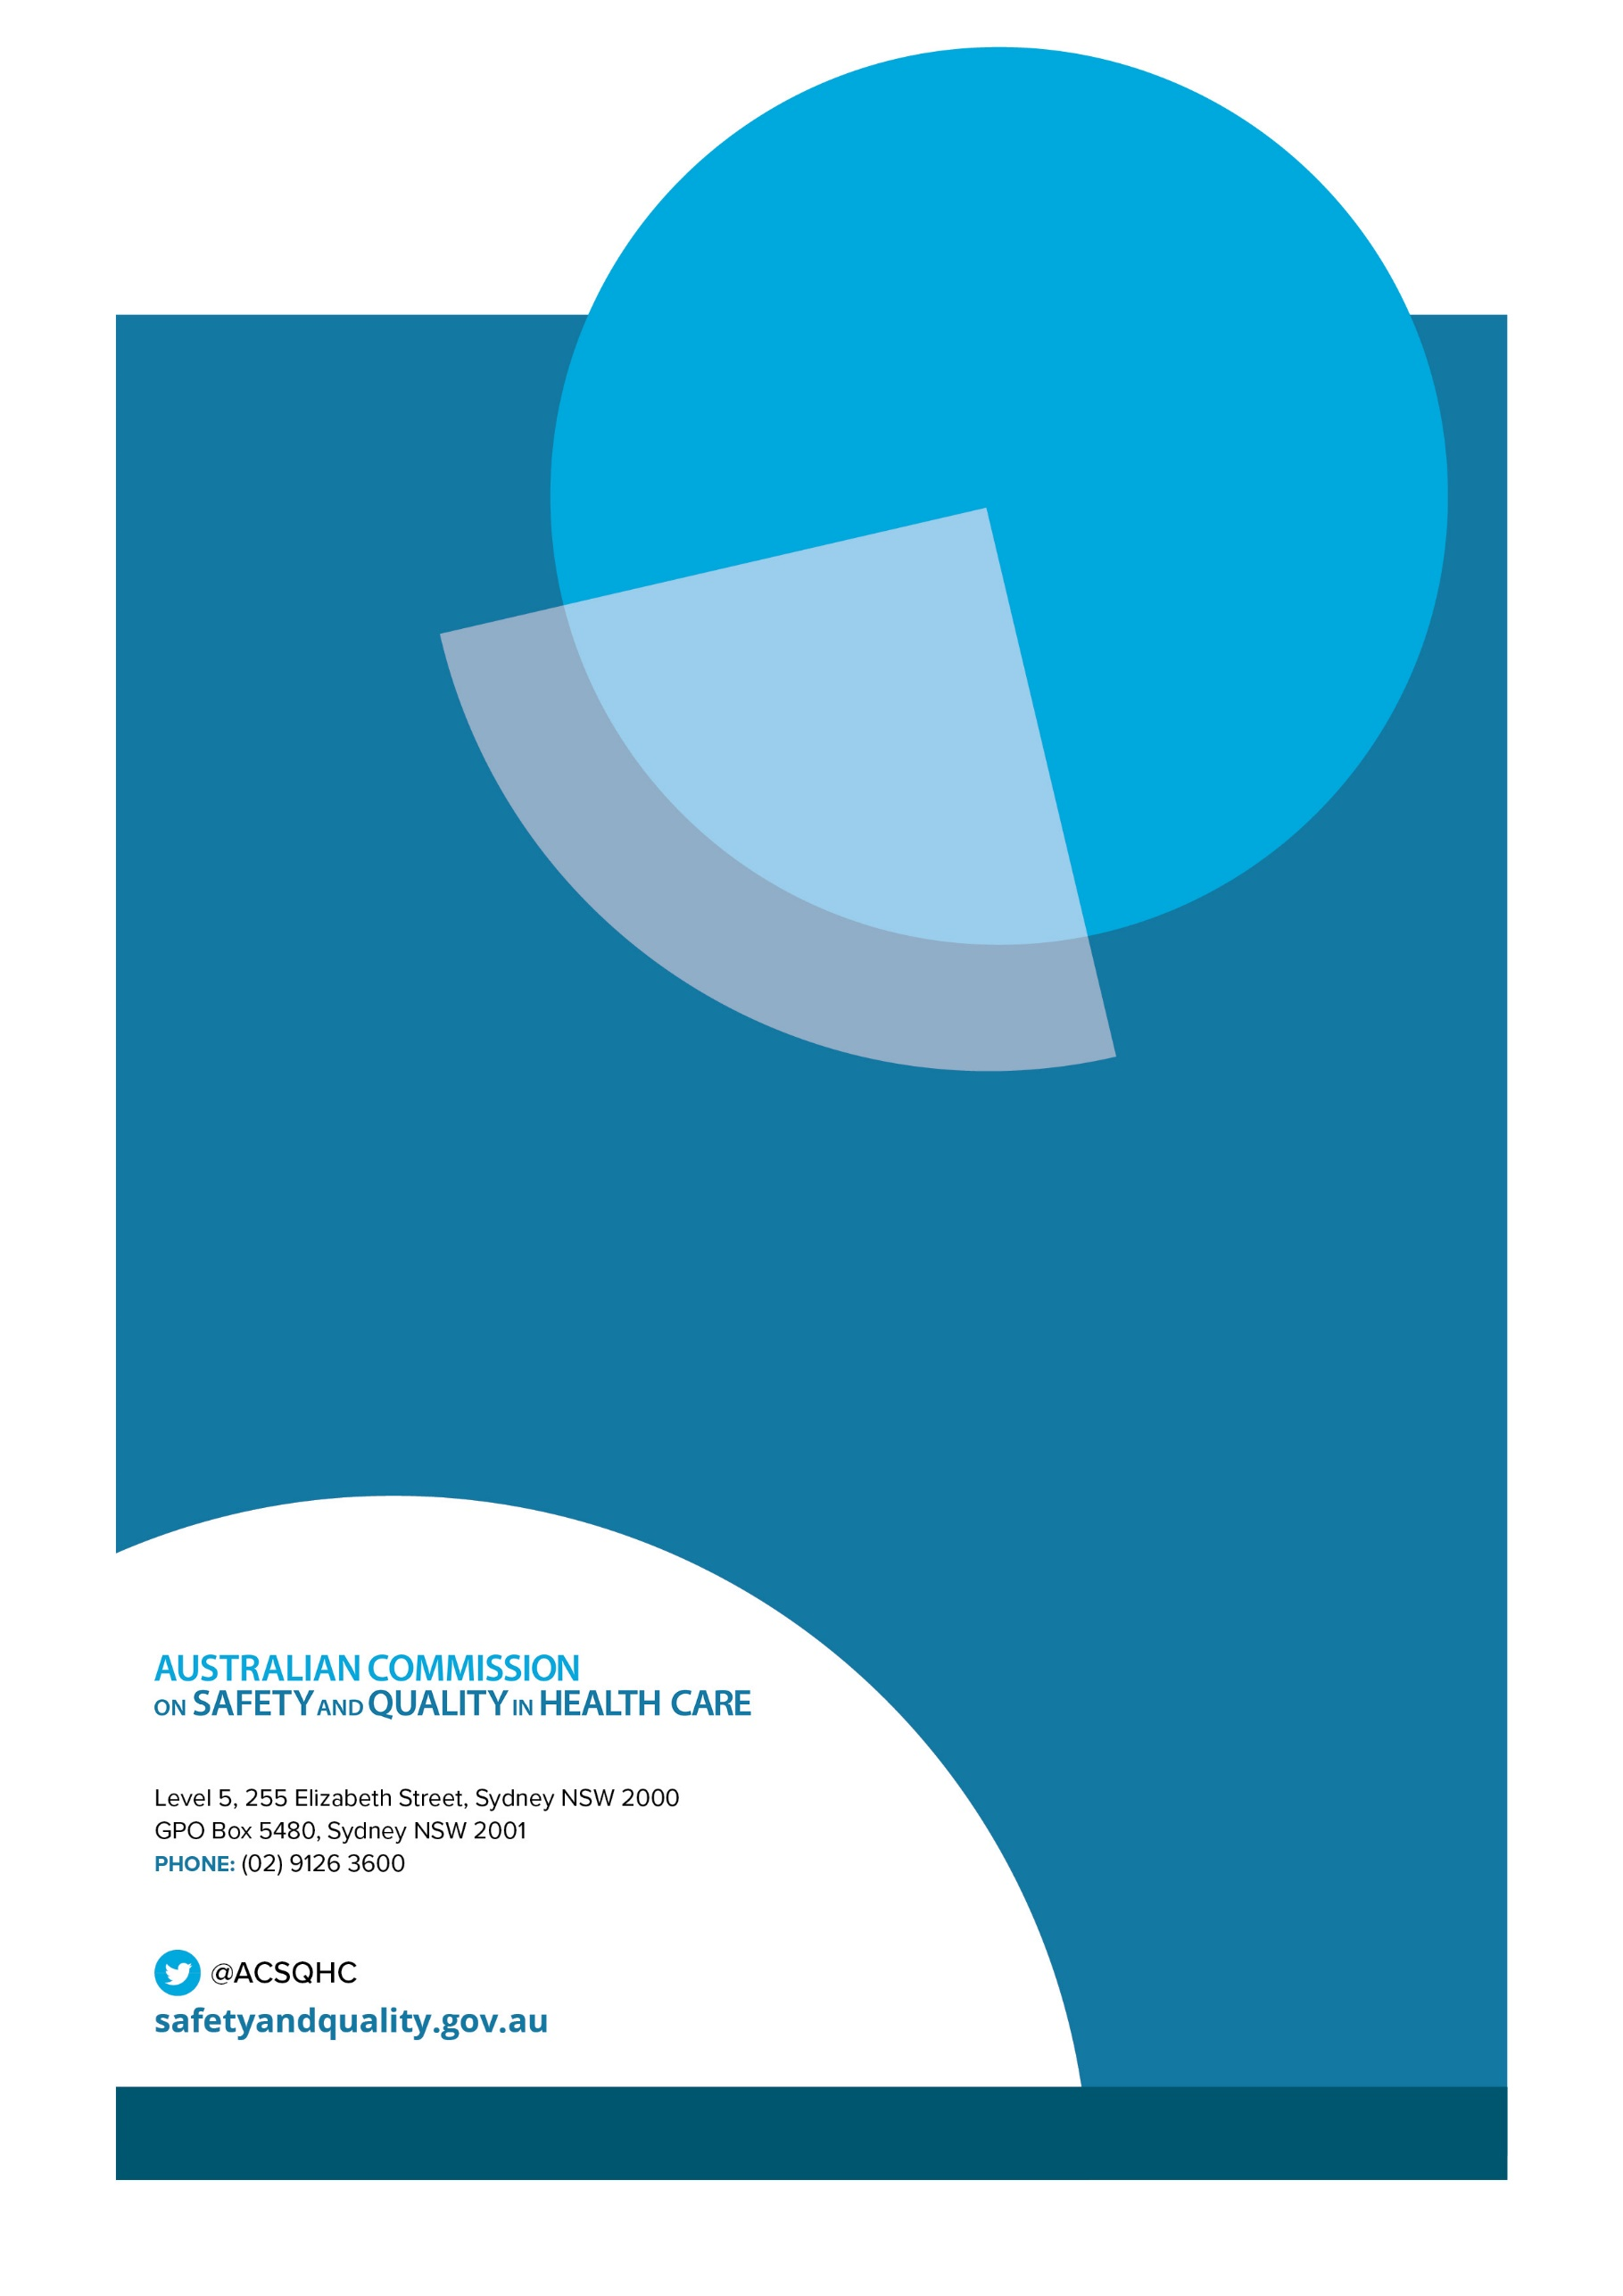 AUSTRALIAN COMMISSION
ON SAFETY AND QUALITY IN HEALTH CARE
Level 5, 255 Elizabeth Street, Sydney NSW 2000
GPO Box 5480, Sydney NSW 2001
PHONE: (02) 9126 3600
@ACSQHC
safetyandquality.gov.au